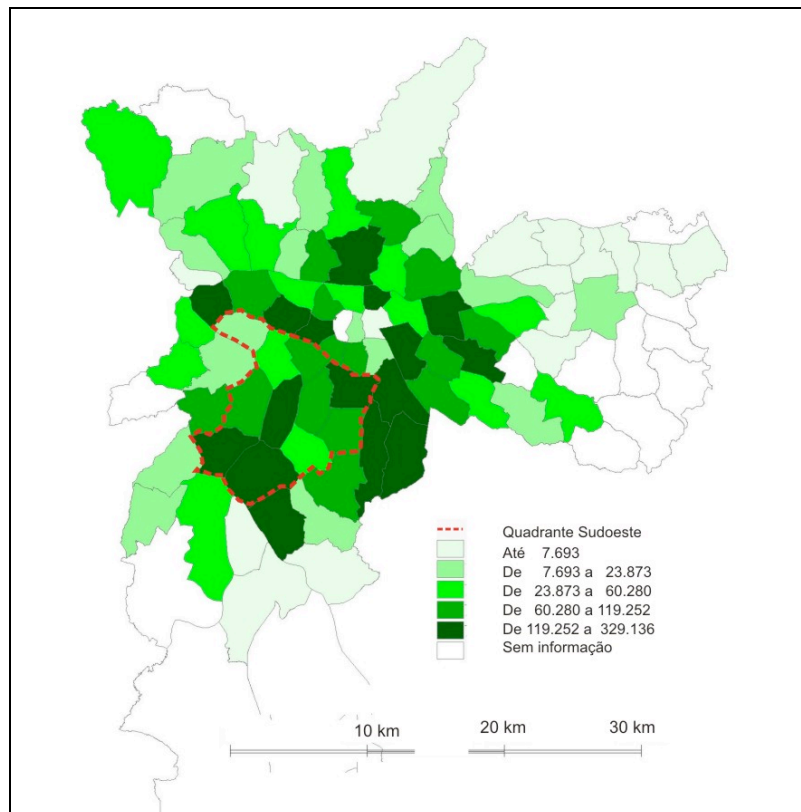 Quadrante Sudoeste
Até 7.693
De 7.693 a 23.873
De 23.873 a 60.280
De 60.280 a 119.252
De 119.252 a 329.136
Sem informação
10 km 20 km 30 km